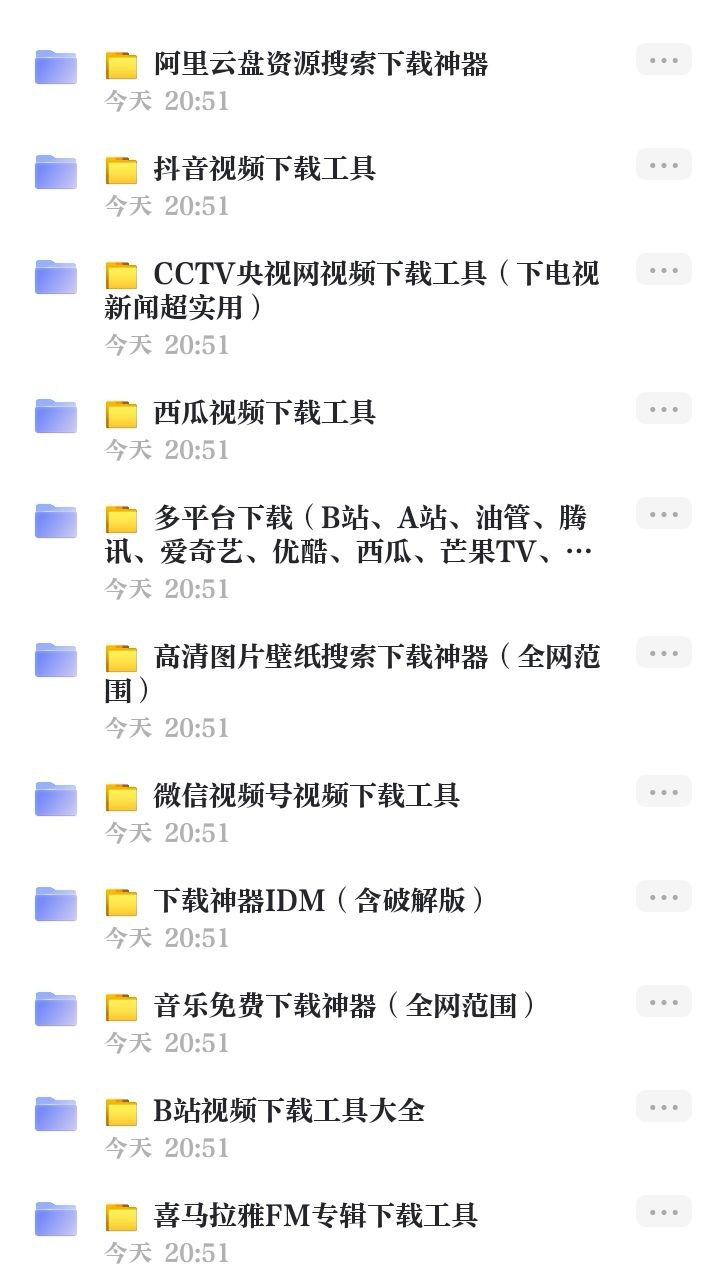 阿里云盘资源搜索下载神器
今天 20:51
抖音视频下载工具
今天 20:51
CCTV央视网视频下载工具（下电视
新闻超实用）
今天 20:51
西瓜视频下载工具
今天 20:51
多平台下载（B站、A站、油管、腾
讯、爱奇艺、优酷、西瓜、芒果TV、…
今天 20:51
高清图片壁纸搜索下载神器（全网范
围）
今天 20:51
微信视频号视频下载工具
今天 20:51
下载神器IDM（含破解版）
今天 20:51
音乐免费下载神器（全网范围）
今天 20:51
B站视频下载工具大全
今天 20:51
喜马拉雅FM专辑下载工具
今天 20:51